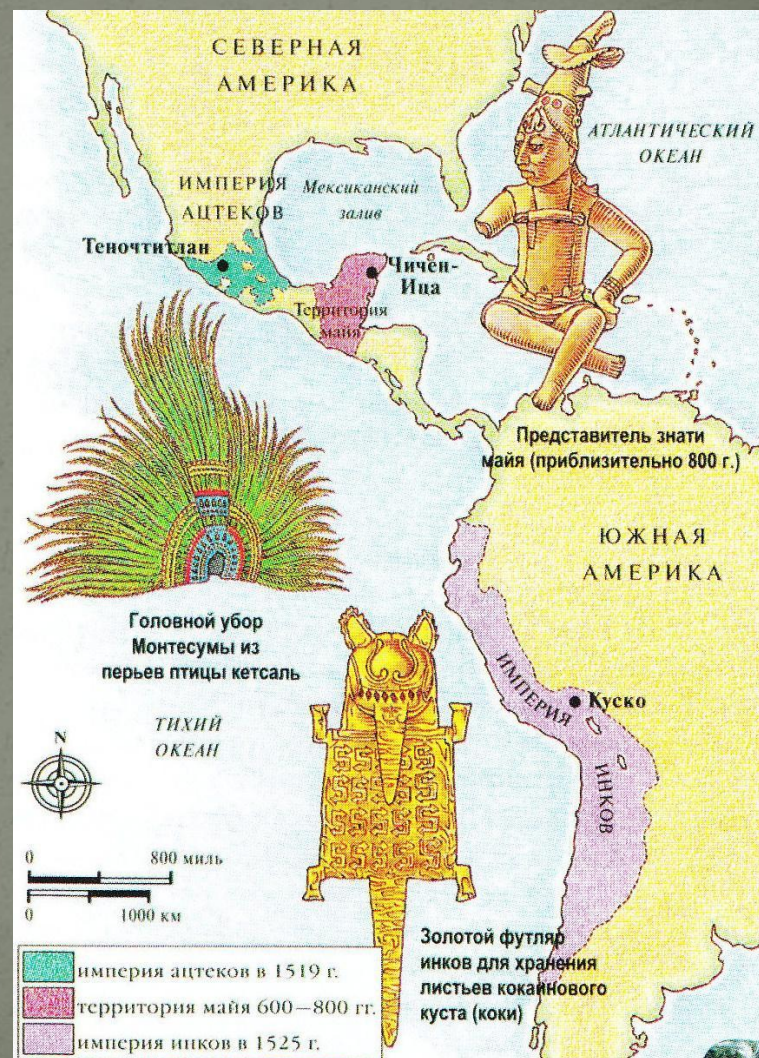 СЕВЕРНАЯ
АМЕРИКА
АТЛАНТИЧЕСКИЙ
ОКЕАН
ИМПЕРИЯ
АЦТЕКОВ
Мексиканский
залив
Теночтитлан
Чичен-
Ица
Территория
майя
Представитель знати
майя (приблизительно 800 г.)
ЮЖНАЯ
АМЕРИКА
Головной убор
Монтесумы из
перьев птицы кетсаль
ИМПЕРИЯ
ИНКОВ
Куско
ТИХИЙ
ОКЕАН
N
0 800 миль
0 1000 км
Золотой футляр
инков для хранения
листьев кокаинового
куста (коки)
империя ацтеков в 1519 г.
территория майя 600—800 гг.
империя инков в 1525 г.